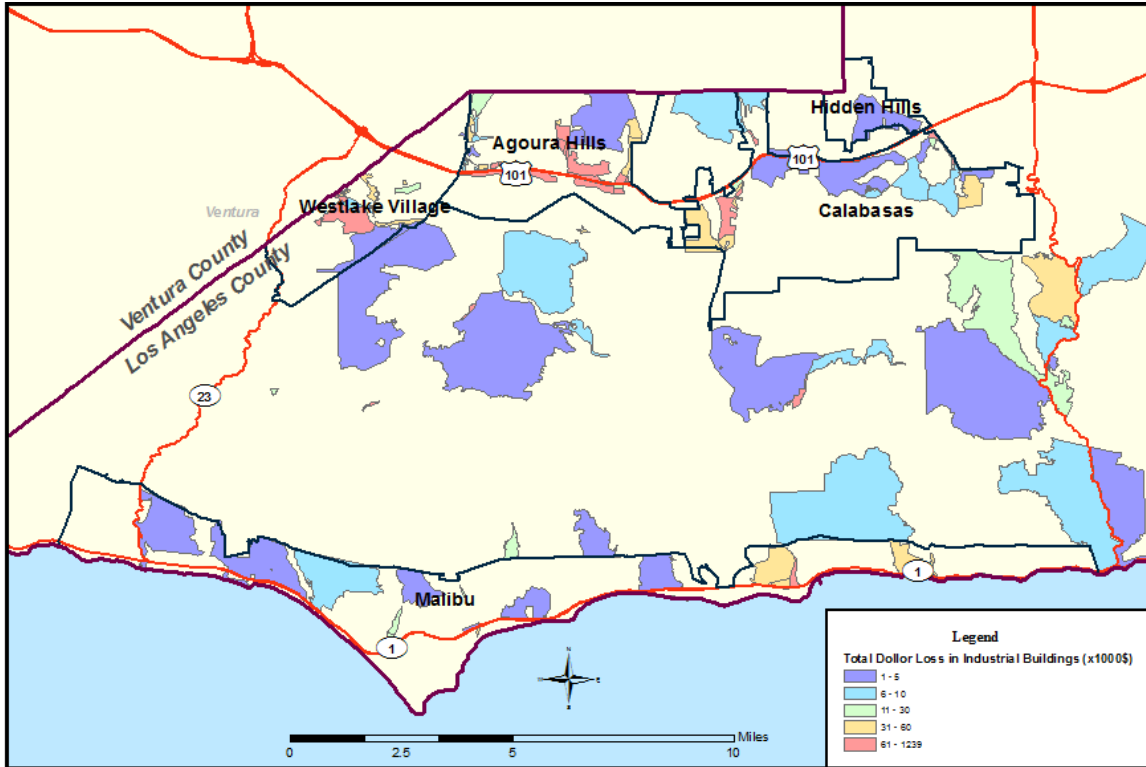 Hidden Hills
Agoura Hills
101
101
Westlake Village
Ventura
Calabasas
Ventura County
Los Angeles County
23
Malibu
1
1
N
E
S
W
Legend
Total Dollor Loss in Industrial Buildings (x1000$)
1 - 5
6 - 10
11 - 30
31 - 60
61 - 1239
Miles
0 2.5 5 10